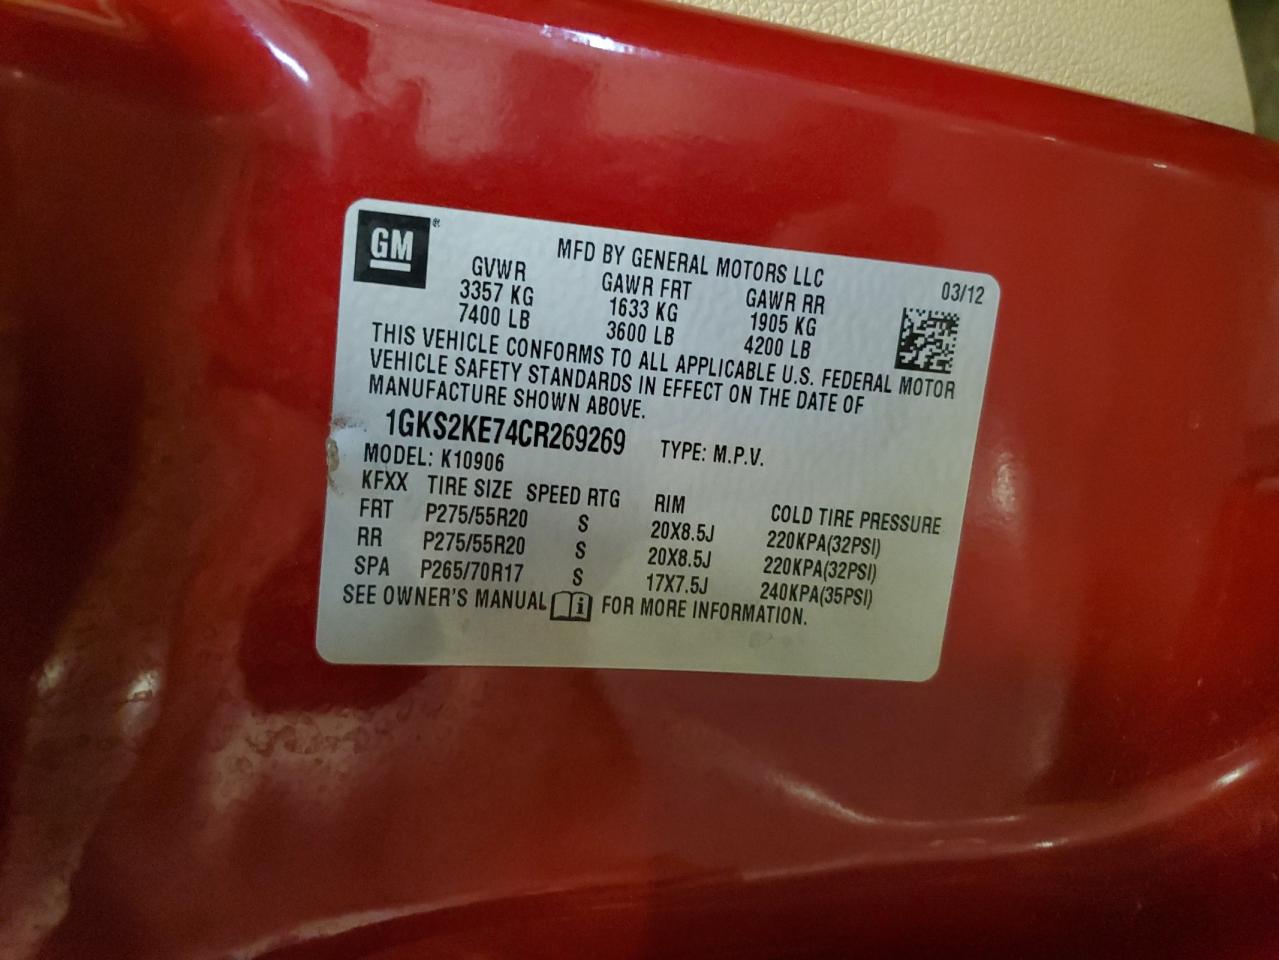 GM®
MFD BY GENERAL MOTORS LLC
03/12
GVWR GAWR FRT GAWR RR
3357 KG 1633 KG 1905 KG
7400 LB 3600 LB 4200 LB
THIS VEHICLE CONFORMS TO ALL APPLICABLE U.S. FEDERAL MOTOR
VEHICLE SAFETY STANDARDS IN EFFECT ON THE DATE OF
MANUFACTURE SHOWN ABOVE.
1GKS2KE74CR269269 TYPE: M.P.V.
MODEL: K10906
KFXX TIRE SIZE SPEED RTG RIM COLD TIRE PRESSURE
FRT P275/55R20 S 20X8.5J 220KPA(32PSI)
RR P275/55R20 S 20X8.5J 220KPA(32PSI)
SPA P265/70R17 S 17X7.5J 240KPA(35PSI)
SEE OWNER'S MANUAL FOR MORE INFORMATION.